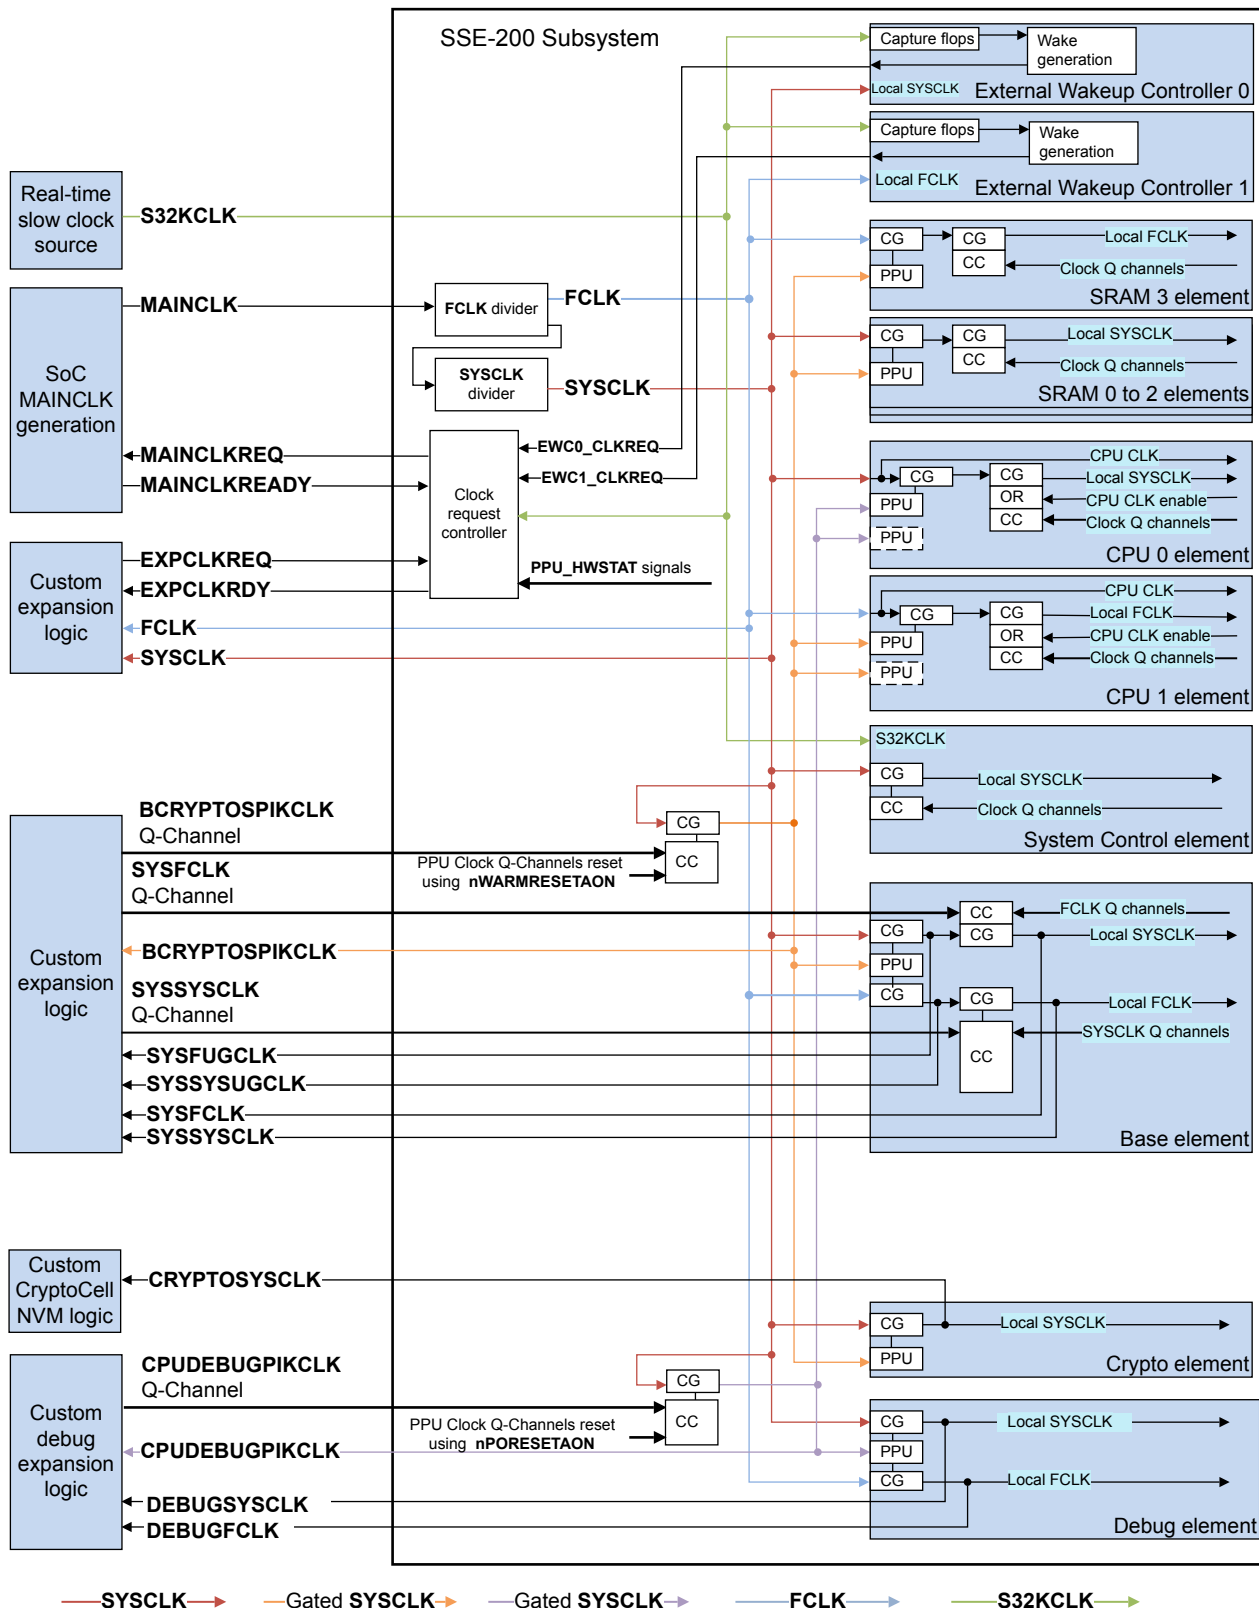 SSE-200 Subsystem
Capture flops
Wake
generation
Local SYSCLK
External Wakeup Controller 0
Capture flops
Wake
generation
Local FCLK
External Wakeup Controller 1
Real-time
slow clock
source
S32KCLK
CG
CG
Local FCLK
PPU
CC
Clock Q channels
SRAM 3 element
SoC
MAINCLK
generation
MAINCLK
FCLK divider
FCLK
SYSCLK
divider
SYSCLK
CG
CG
Local SYSCLK
PPU
CC
Clock Q channels
SRAM 0 to 2 elements
MAINCLKREQ
MAINCLKREADY
Clock
request
controller
EWC0_CLKREQ
EWC1_CLKREQ
PPU_HWSTAT signals
CPU CLK
CG
CG
Local SYSCLK
PPU
OR
CPU CLK enable
CC
Clock Q channels
PPU
CPU 0 element
Custom
expansion
logic
EXPCLKREQ
EXPCLKRDY
FCLK
SYSCLK
CPU CLK
CG
CG
Local FCLK
PPU
OR
CPU CLK enable
CC
Clock Q channels
PPU
CPU 1 element
S32KCLK
CG
Local SYSCLK
CC
Clock Q channels
System Control element
Custom
expansion
logic
BCRYPTOSPIKCLK
Q-Channel
SYSFCLK
Q-Channel
PPU Clock Q-Channels reset
using nWARMRESETAON
CG
CC
BCRYPTOSPIKCLK
SYSSYSCLK
Q-Channel
SYSFUGCLK
SYSSYSUGCLK
SYSFCLK
SYSSYSCLK
CC
FCLK Q channels
CG
CG
Local SYSCLK
PPU
CG
CG
Local FCLK
CC
SYSCLK Q channels
Base element
Custom
CryptoCell
NVM logic
CRYPTOSYSCLK
CG
Local SYSCLK
PPU
Crypto element
Custom
debug
expansion
logic
CPUDEBUGPIKCLK
Q-Channel
PPU Clock Q-Channels reset
using nPORESETAON
CG
CC
CPUDEBUGPIKCLK
DEBUGSYSCLK
DEBUGFCLK
CG
Local SYSCLK
PPU
CG
Local FCLK
Debug element
SYSCLK
Gated SYSCLK
Gated SYSCLK
FCLK
S32KCLK